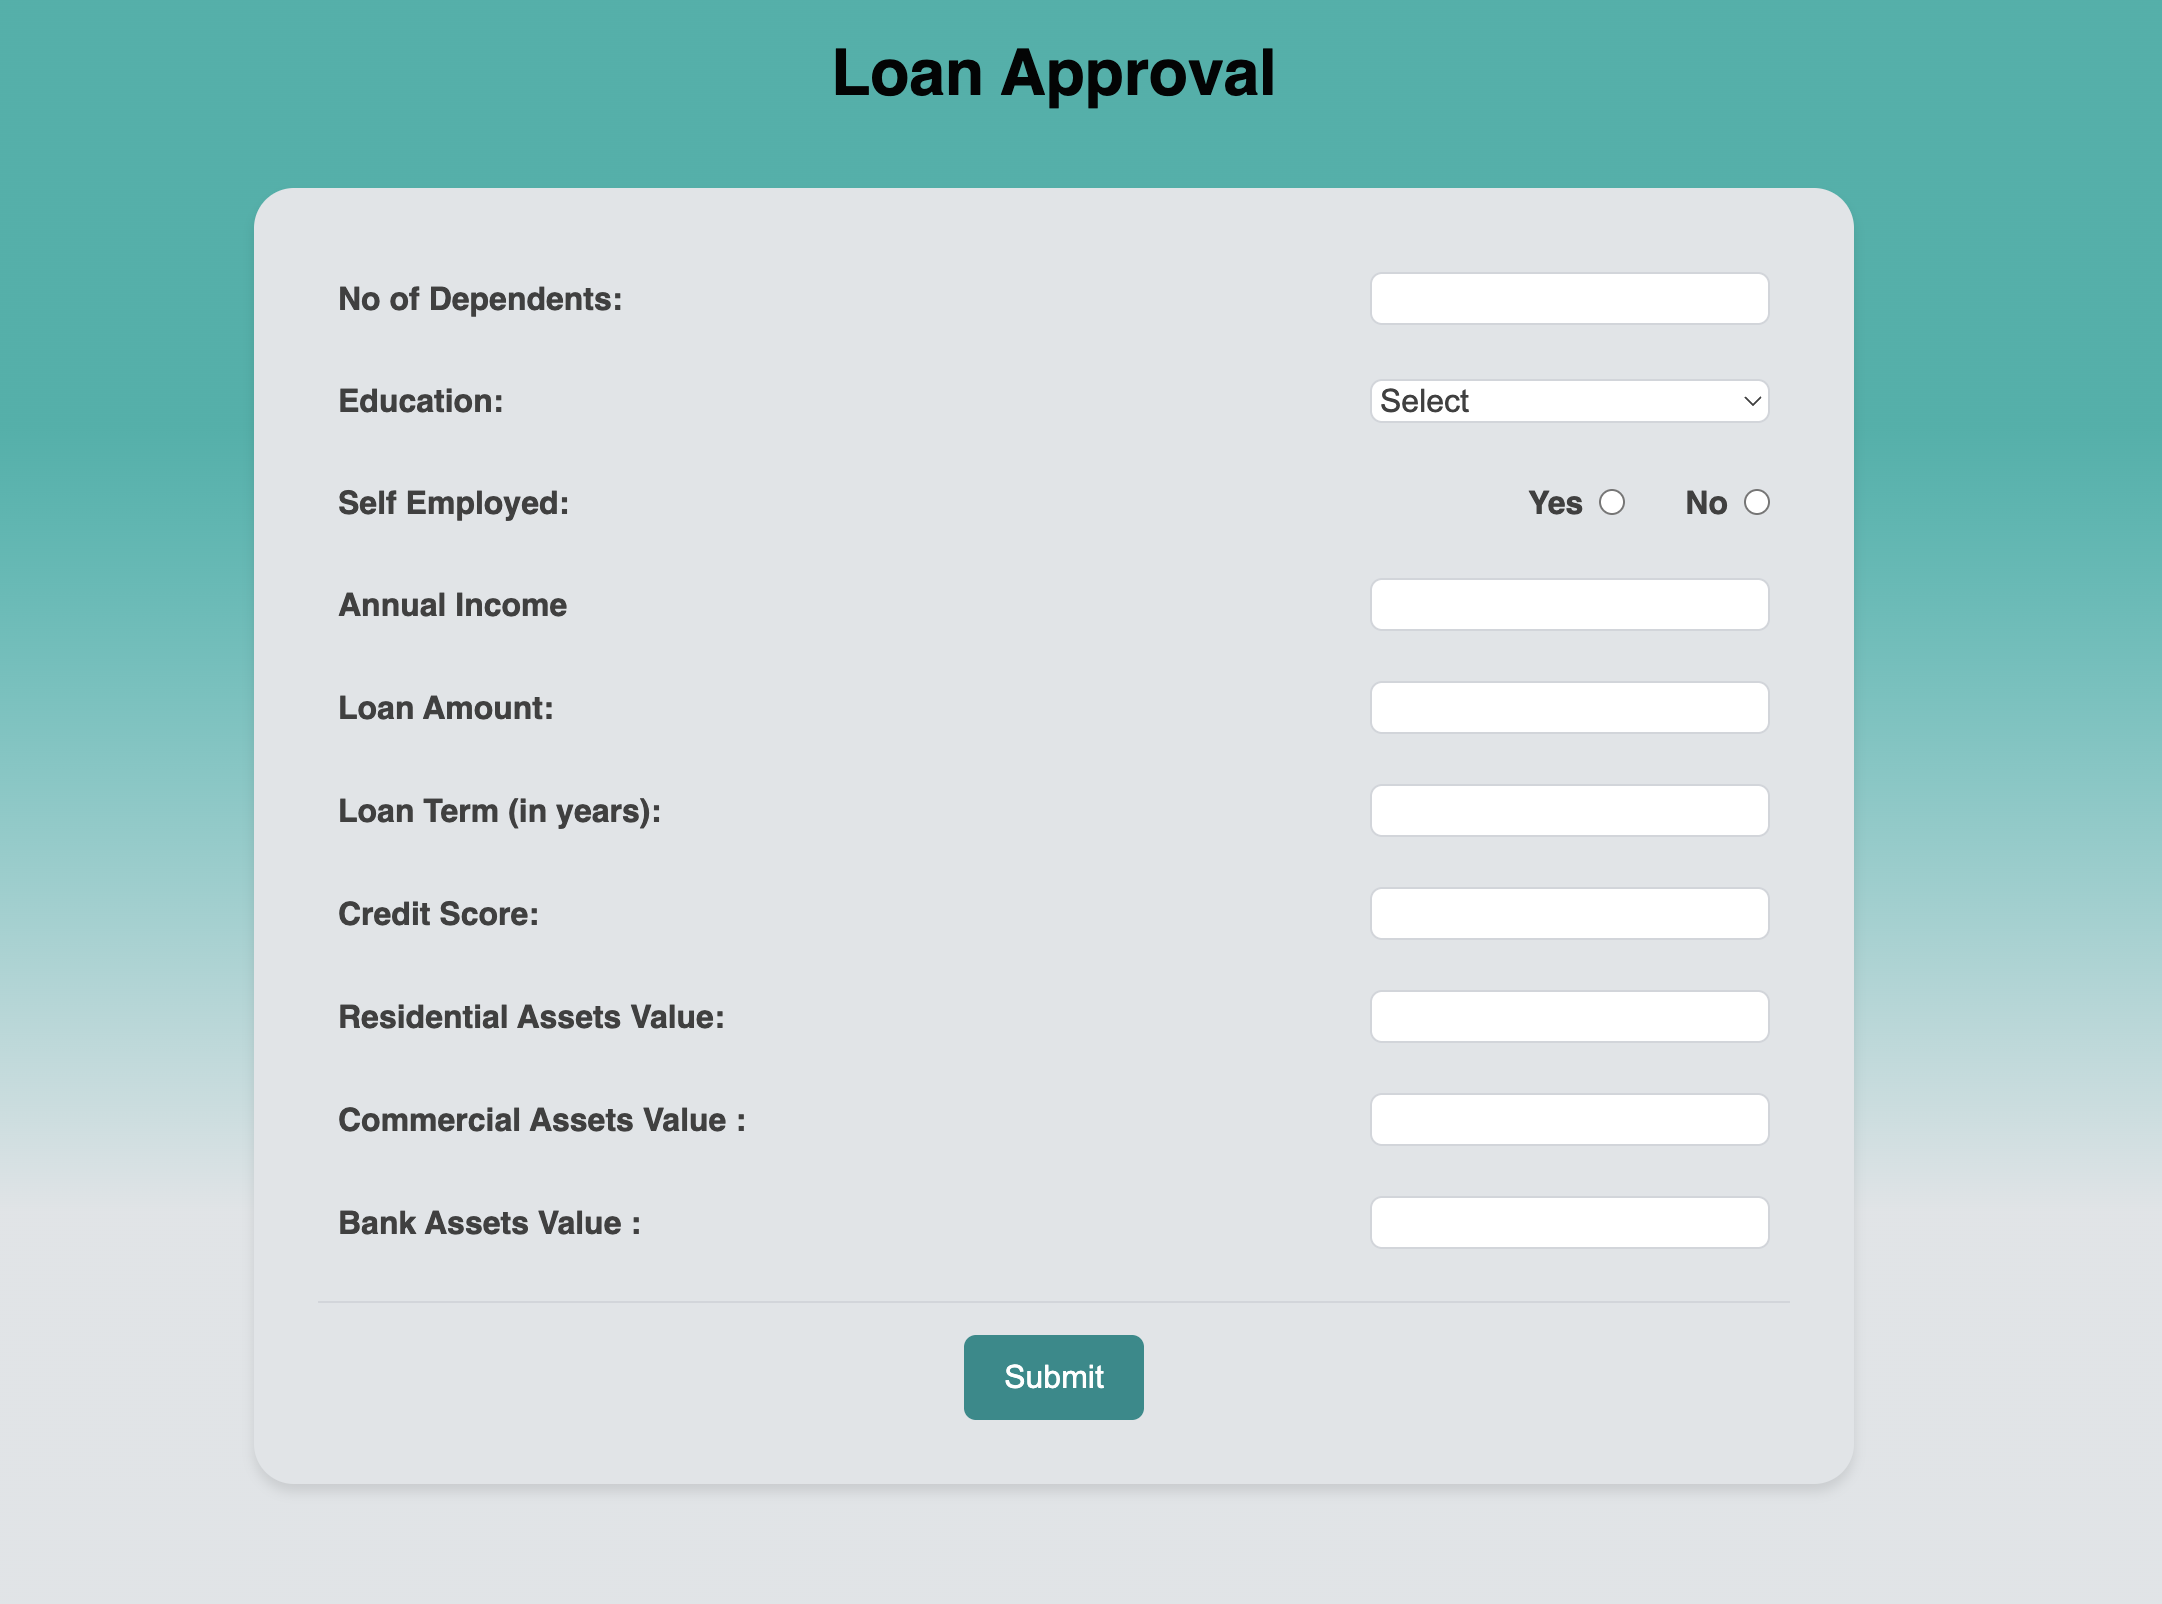 Loan Approval
No of Dependents:
Education: Select
Self Employed: Yes No
Annual Income
Loan Amount:
Loan Term (in years):
Credit Score:
Residential Assets Value:
Commercial Assets Value :
Bank Assets Value :
Submit